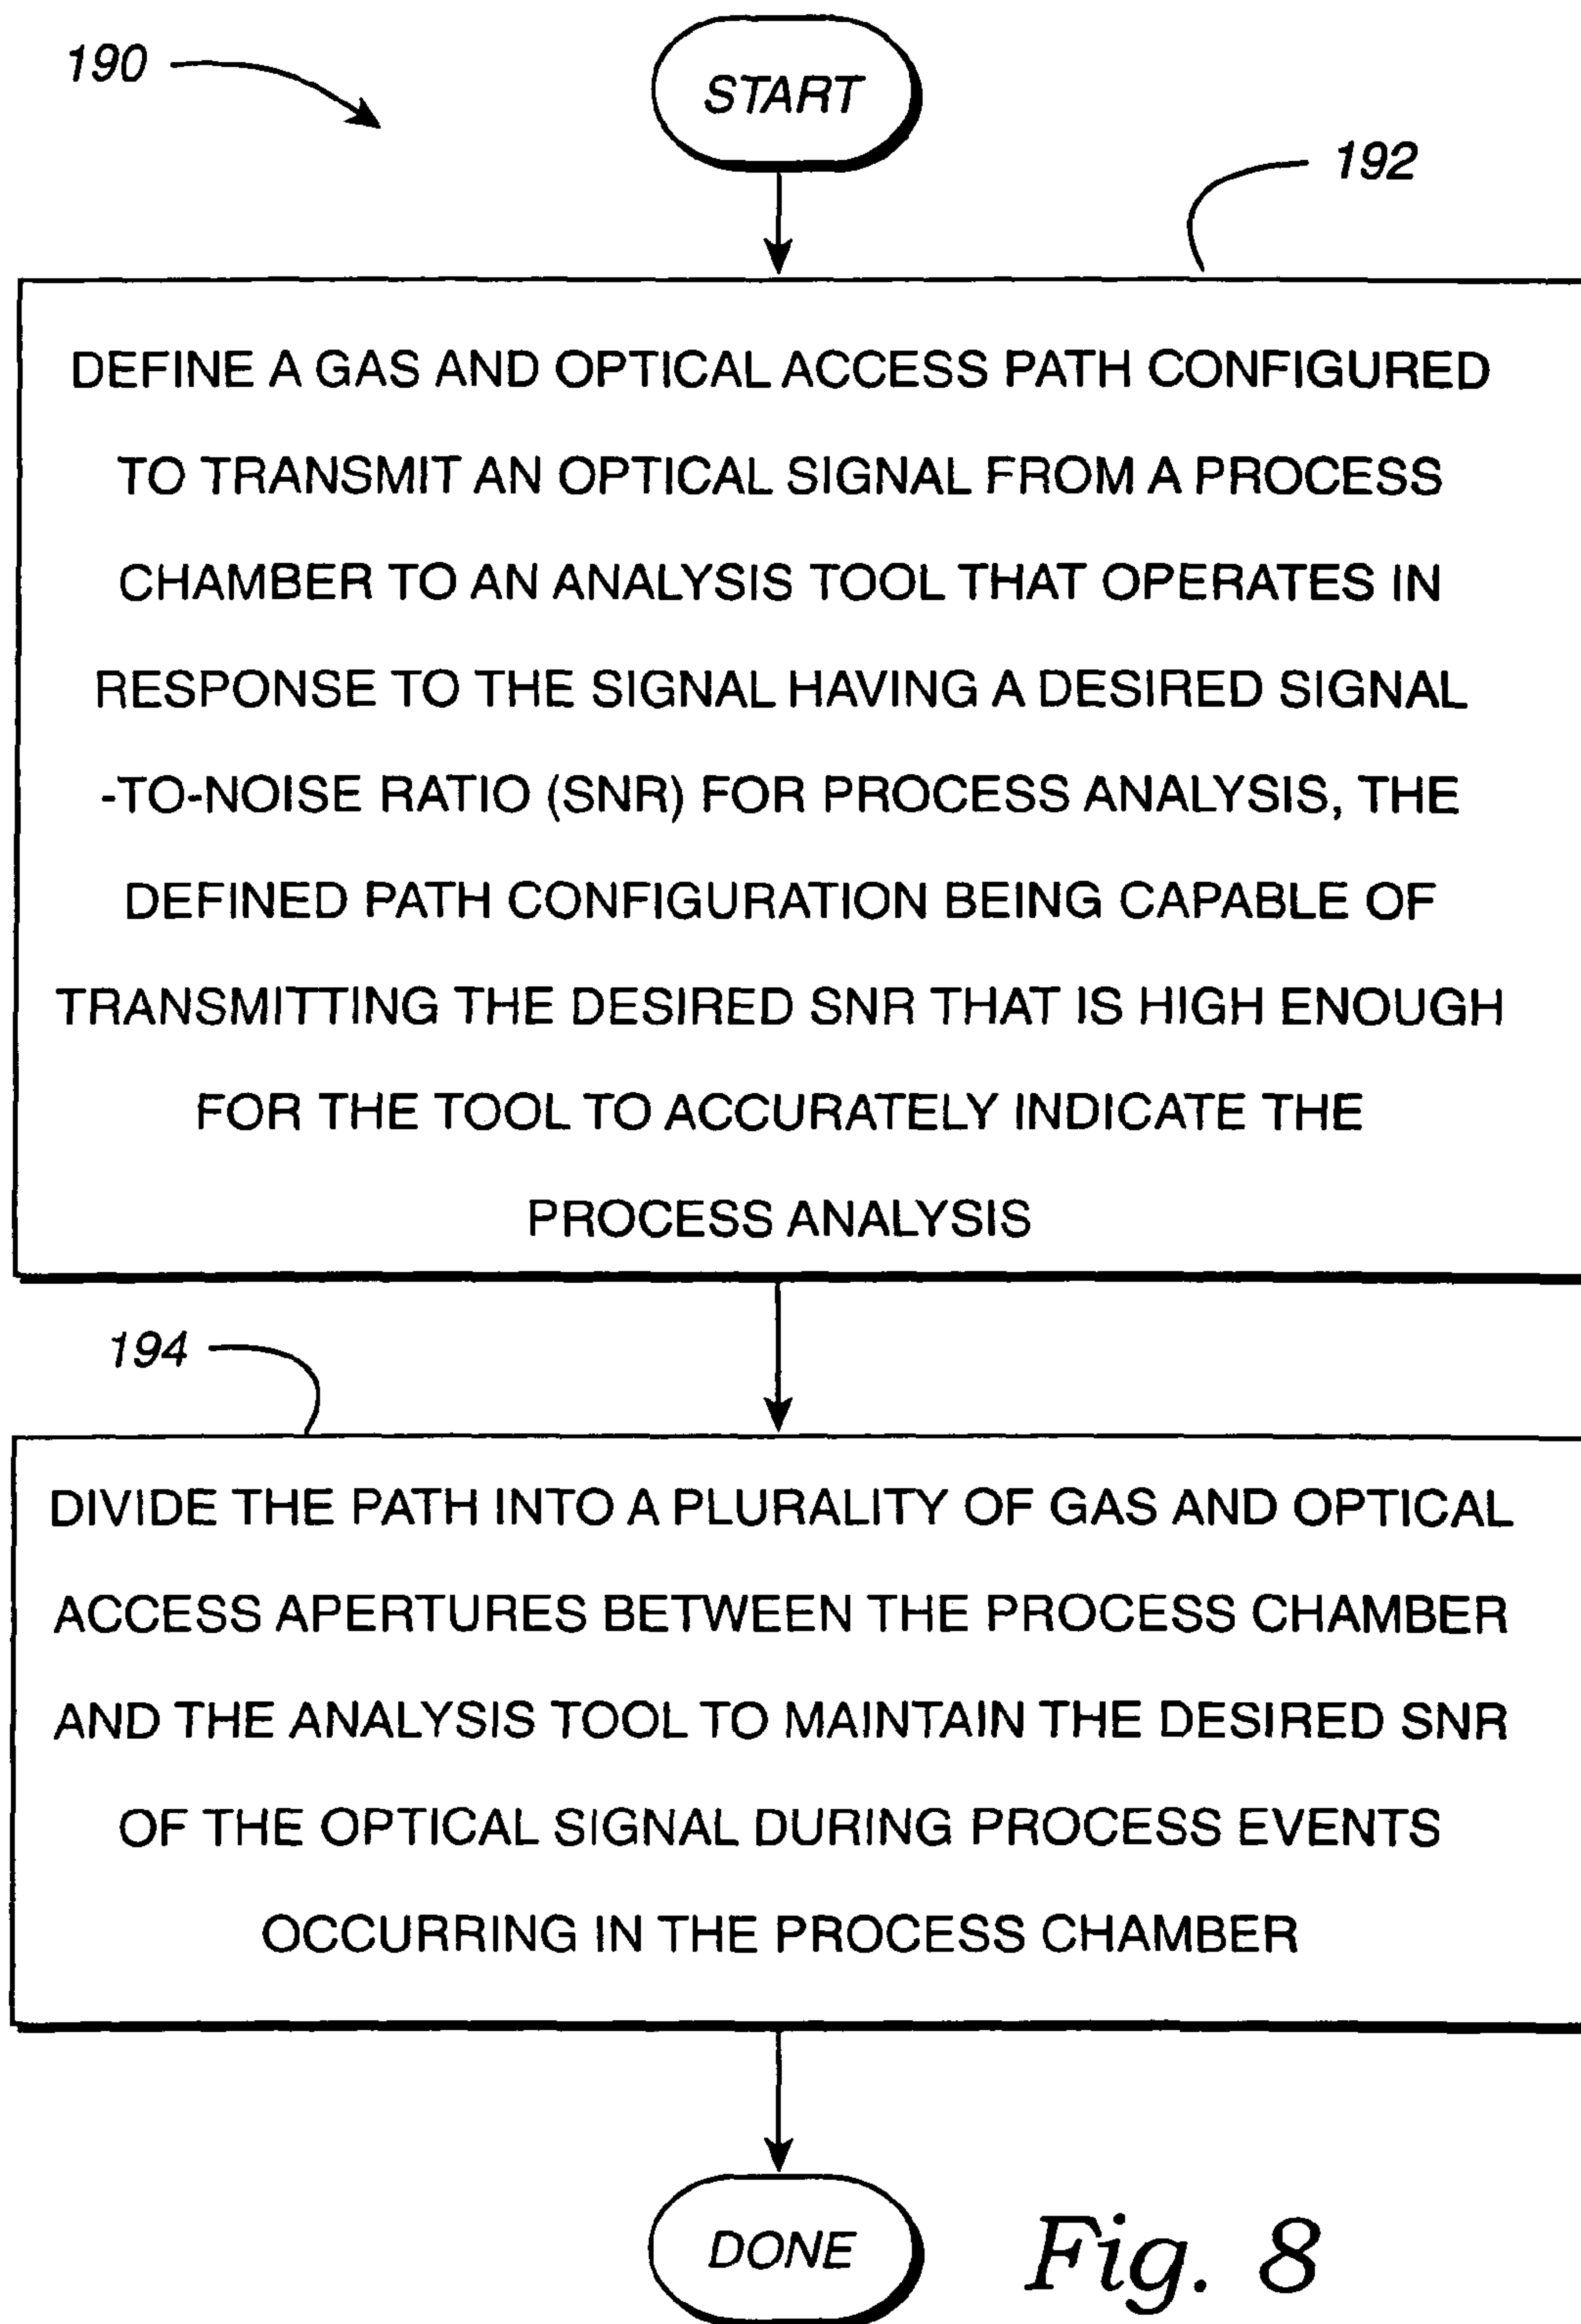 190
START
192
DEFINE A GAS AND OPTICAL ACCESS PATH CONFIGURED
TO TRANSMIT AN OPTICAL SIGNAL FROM A PROCESS
CHAMBER TO AN ANALYSIS TOOL THAT OPERATES IN
RESPONSE TO THE SIGNAL HAVING A DESIRED SIGNAL
-TO-NOISE RATIO (SNR) FOR PROCESS ANALYSIS, THE
DEFINED PATH CONFIGURATION BEING CAPABLE OF
TRANSMITTING THE DESIRED SNR THAT IS HIGH ENOUGH
FOR THE TOOL TO ACCURATELY INDICATE THE
PROCESS ANALYSIS
194
DIVIDE THE PATH INTO A PLURALITY OF GAS AND OPTICAL
ACCESS APERTURES BETWEEN THE PROCESS CHAMBER
AND THE ANALYSIS TOOL TO MAINTAIN THE DESIRED SNR
OF THE OPTICAL SIGNAL DURING PROCESS EVENTS
OCCURRING IN THE PROCESS CHAMBER
DONE
Fig. 8